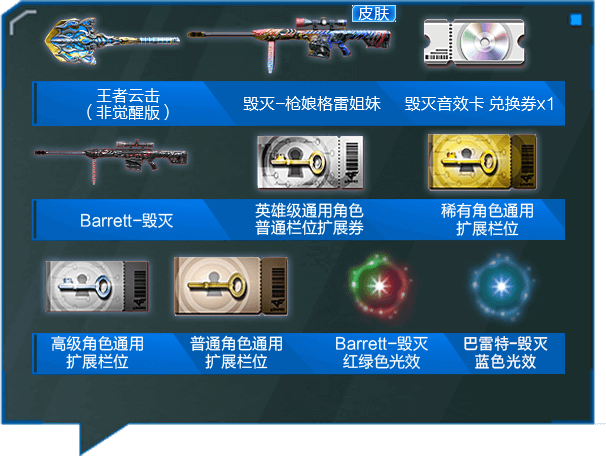 皮肤
王者云击
（非觉醒版）
毁灭-枪娘格雷姐妹
毁灭音效卡 兑换券x1
Barrett-毁灭
英雄级通用角色
普通栏位扩展券
稀有角色通用
扩展栏位
高级角色通用
扩展栏位
普通角色通用
扩展栏位
Barrett-毁灭
红绿色光效
巴雷特-毁灭
蓝色光效